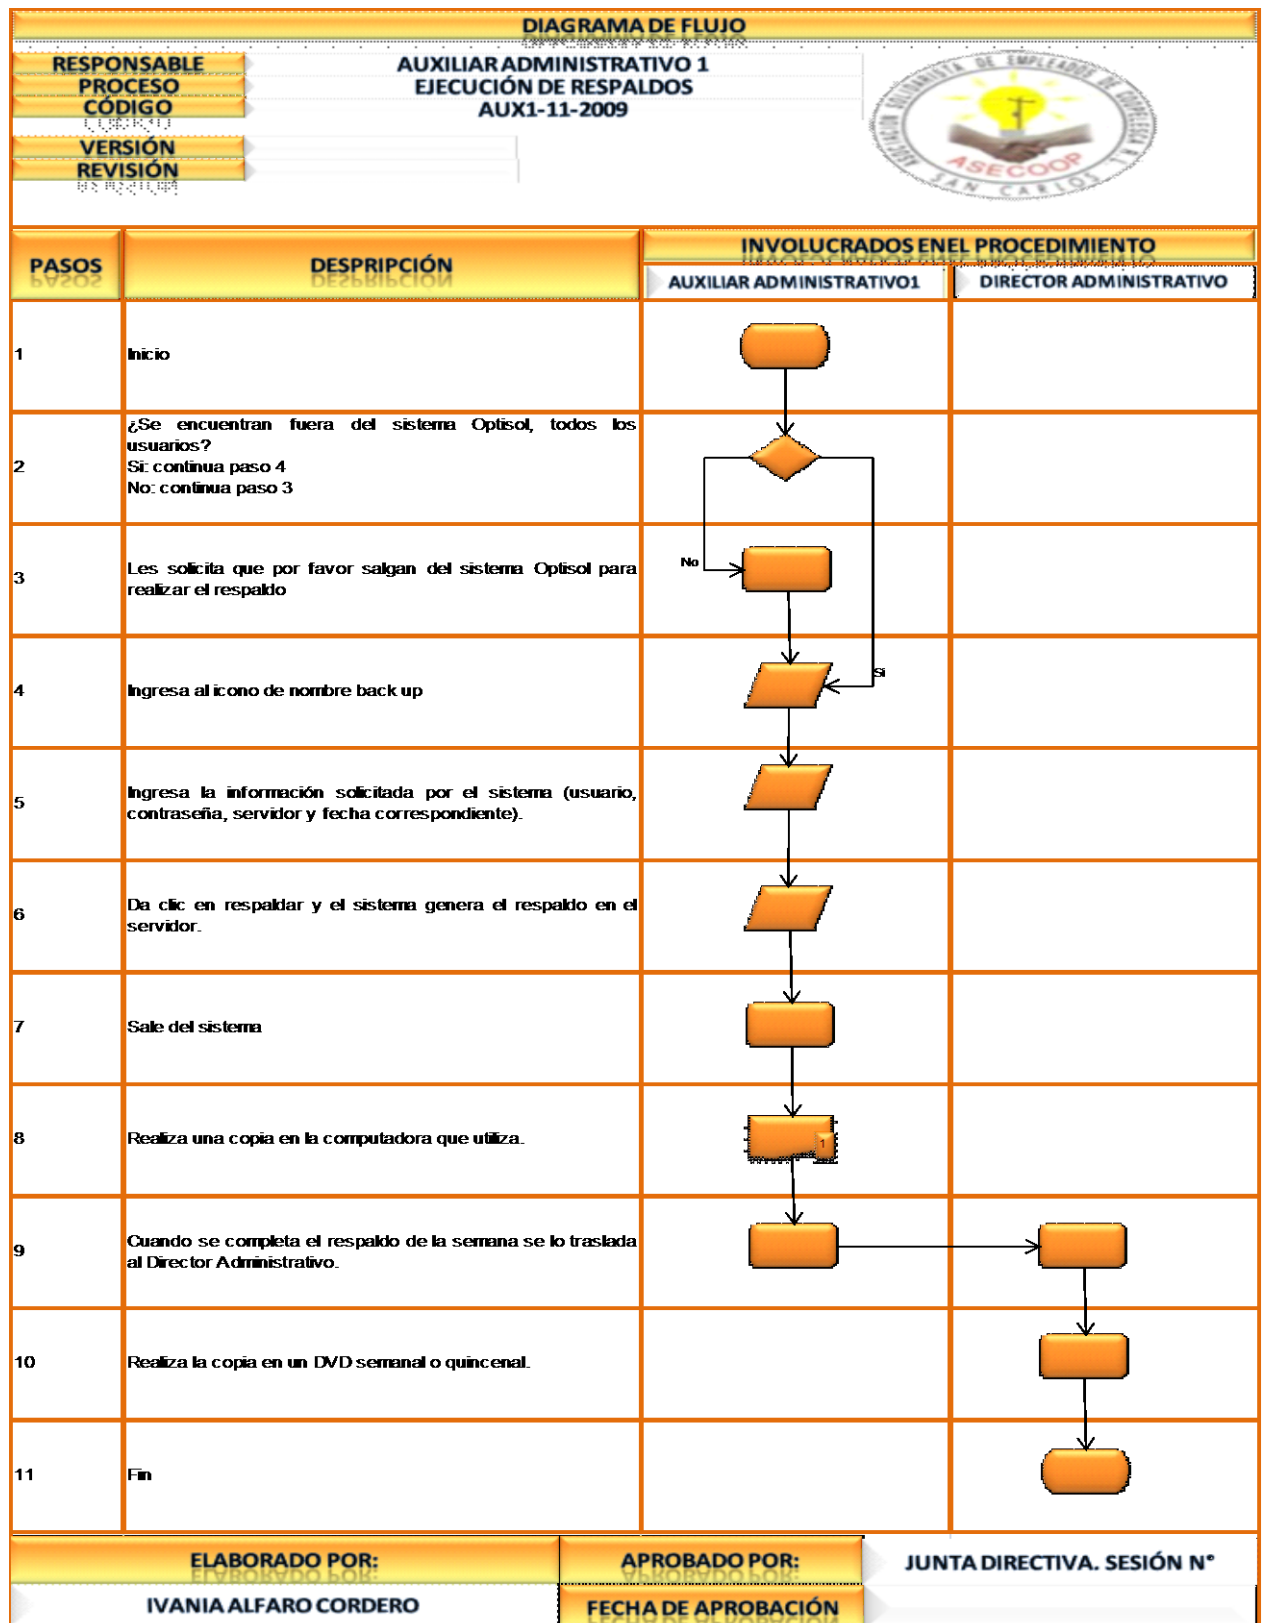 DIAGRAMA DE FLUJO
RESPONSABLE
AUXILIAR ADMINISTRATIVO 1
PROCESO
EJECUCIÓN DE RESPALDOS
CÓDIGO
AUX1-11-2009
VERSIÓN
REVISIÓN
ASOCIACIÓN SOLIDARISTA DE EMPLEADOS DE COOPELESCA R.L.
ASECOOP
SAN CARLOS
PASOS
DESPRIPCIÓN
INVOLUCRADOS ENEL PROCEDIMIENTO
AUXILIAR ADMINISTRATIVO1
DIRECTOR ADMINISTRATIVO
1
Inicio
2
¿Se encuentran fuera del sistema Optisol, todos los
usuarios?
Si: continua paso 4
No: continua paso 3
3
Les solicita que por favor salgan del sistema Optisol para
realizar el respaldo
No
4
Ingresa al icono de nombre back up
Si
5
Ingresa la información solicitada por el sistema (usuario,
contraseña, servidor y fecha correspondiente).
6
Da clic en respaldar y el sistema genera el respaldo en el
servidor.
7
Sale del sistema
8
Realiza una copia en la computadora que utiliza.
1
9
Cuando se completa el respaldo de la semana se lo traslada
al Director Administrativo.
10
Realiza la copia en un DVD semanal o quincenal.
11
Fin
ELABORADO POR:
APROBADO POR:
JUNTA DIRECTIVA. SESIÓN N°
IVANIA ALFARO CORDERO
FECHA DE APROBACIÓN